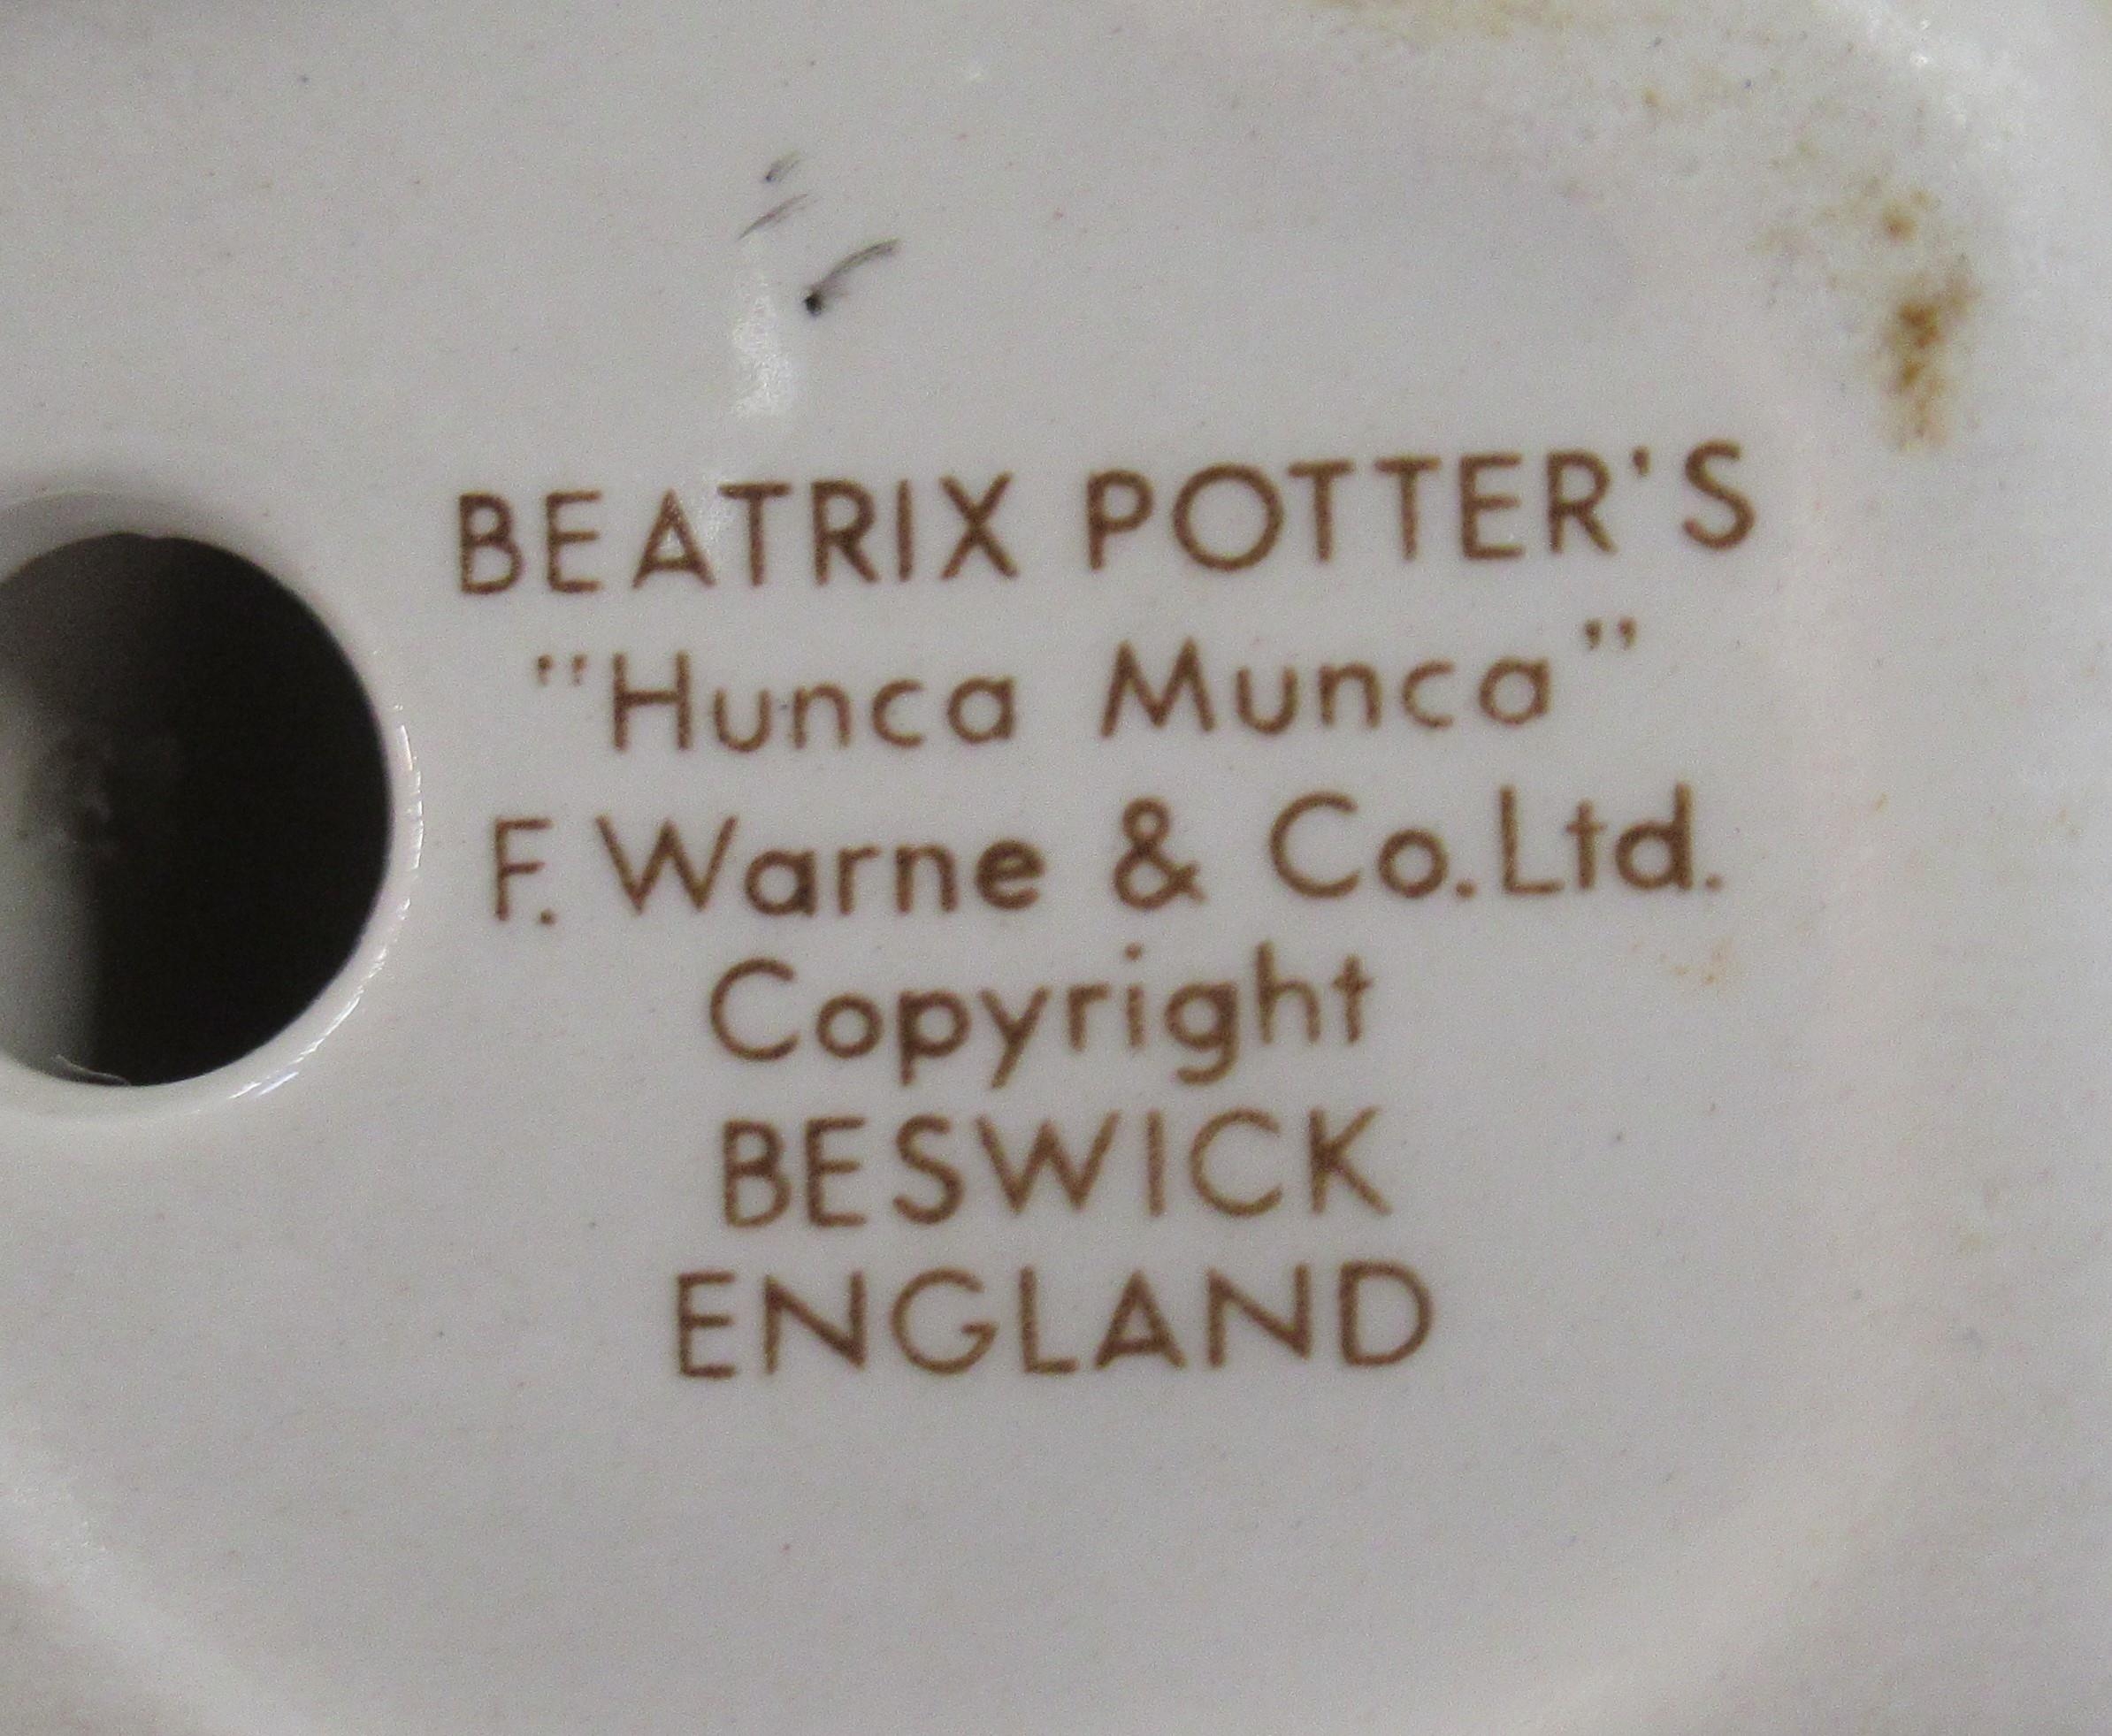 BEATRIX POTTER'S
"Hunca Munca"
F. Warne & Co.Ltd.
Copyright
BESWICK
ENGLAND